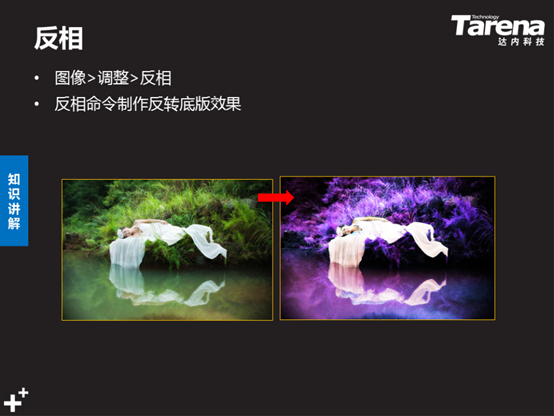 反相
Technology
Tarena
达内科技
• 图像>调整>反相
• 反相命令制作反转底版效果
知识讲解